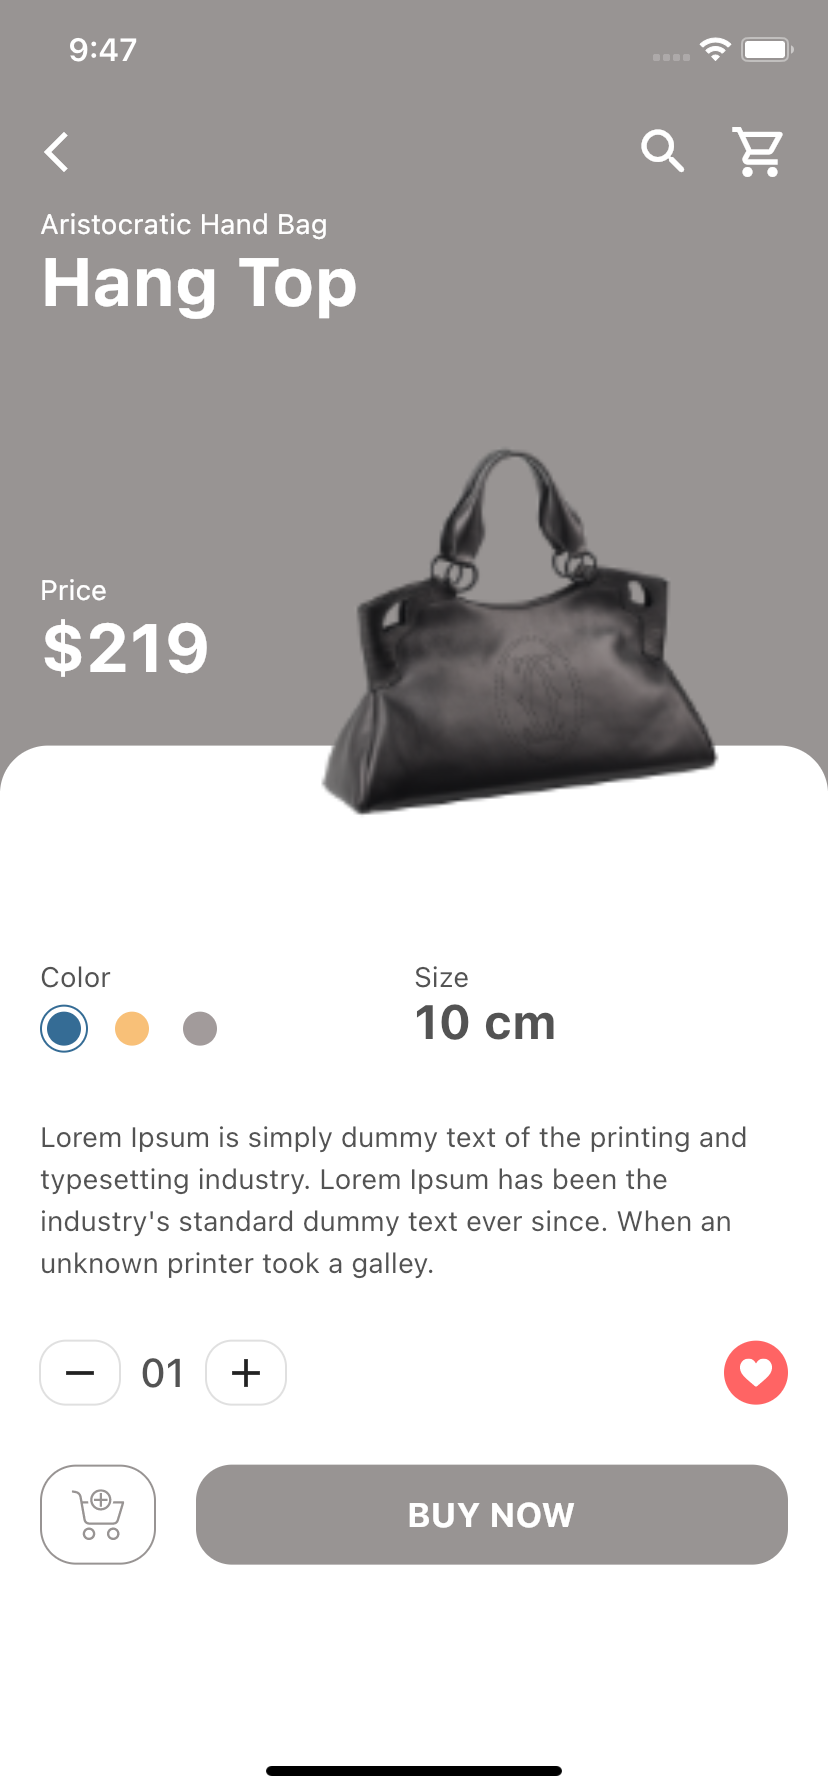 9:47
Aristocratic Hand Bag
Hang Top
Price
$219
Color
Size
10 cm
Lorem Ipsum is simply dummy text of the printing and
typesetting industry. Lorem Ipsum has been the
industry's standard dummy text ever since. When an
unknown printer took a galley.
01
BUY NOW